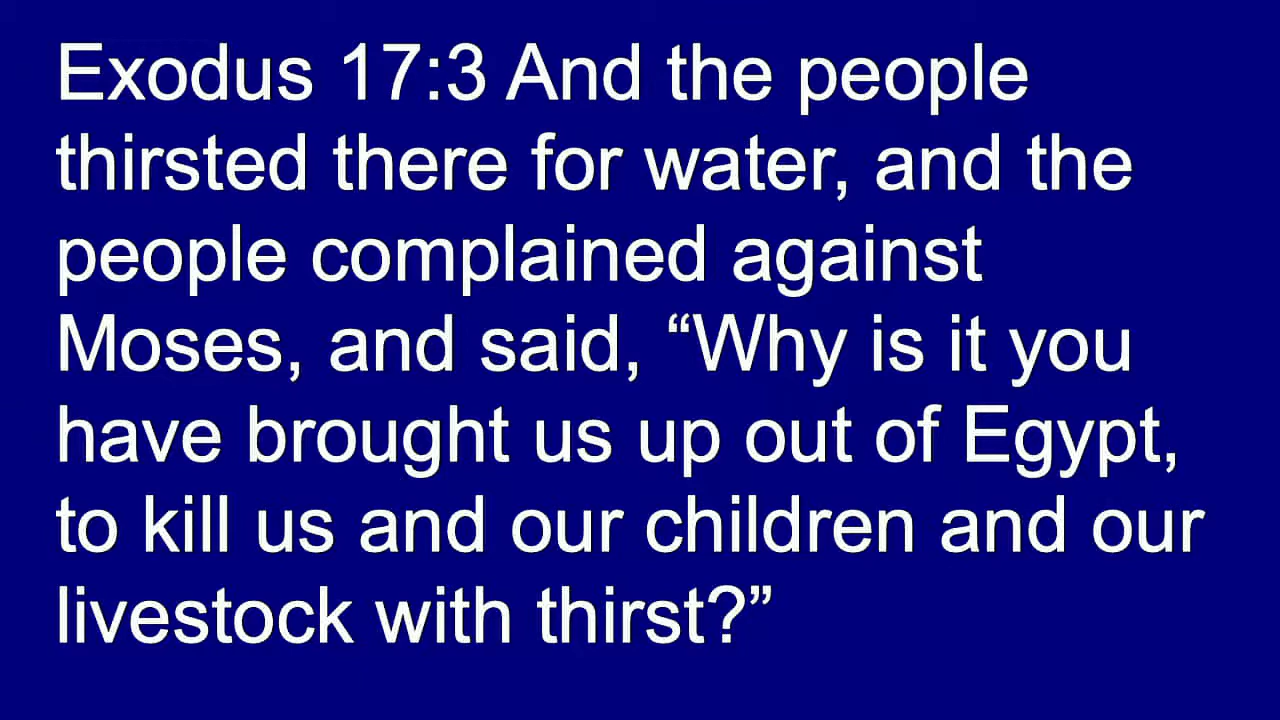 Exodus 17:3 And the people
thirsted there for water, and the
people complained against
Moses, and said, “Why is it you
have brought us up out of Egypt,
to kill us and our children and our
livestock with thirst?”